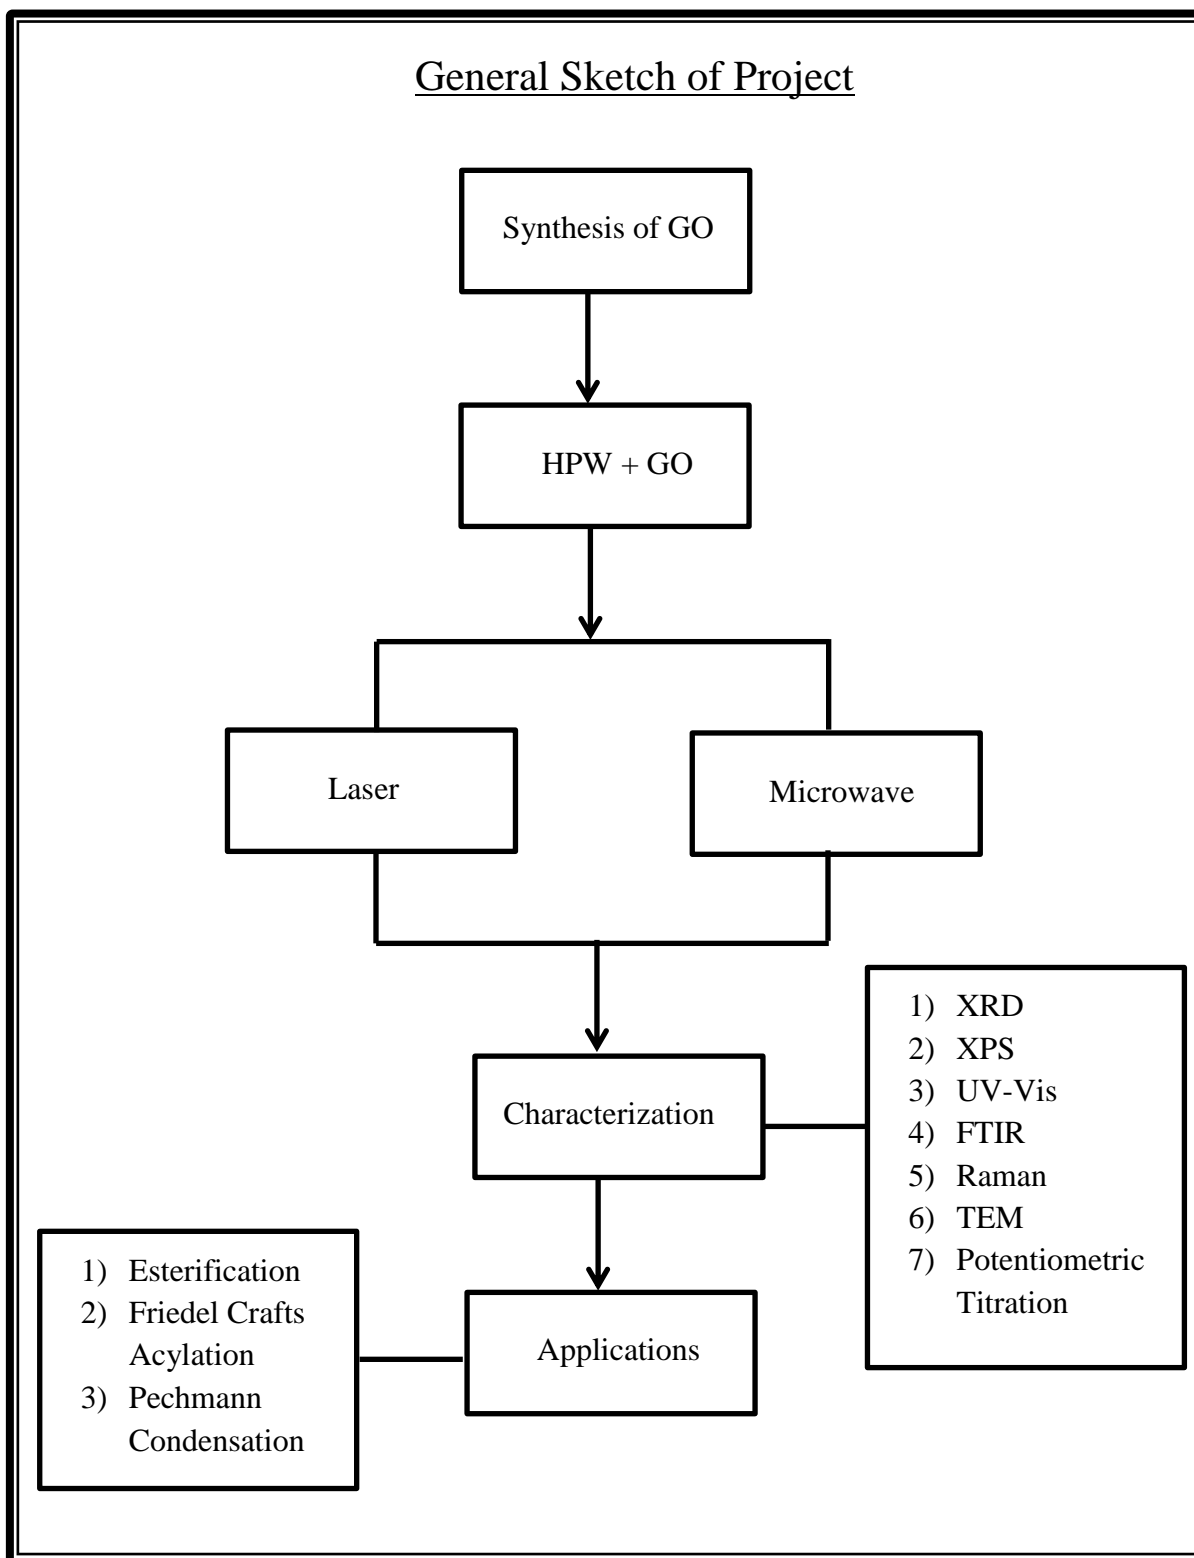 General Sketch of Project
Synthesis of GO
HPW + GO
Laser
Microwave
Characterization
1) XRD
2) XPS
3) UV-Vis
4) FTIR
5) Raman
6) TEM
7) Potentiometric
Titration
Applications
1) Esterification
2) Friedel Crafts
Acylation
3) Pechmann
Condensation